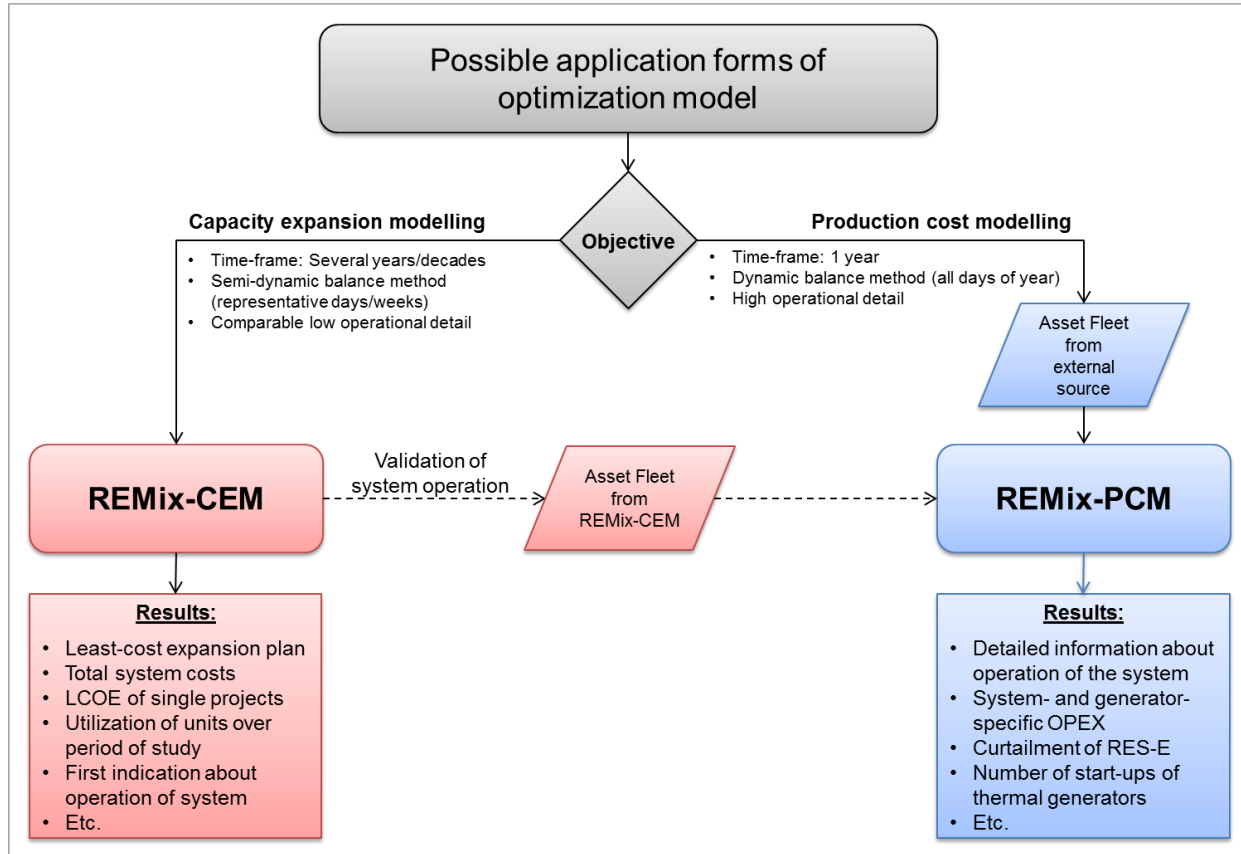 Possible application forms of
optimization model
Objective
Capacity expansion modelling
• Time-frame: Several years/decades
• Semi-dynamic balance method
(representative days/weeks)
• Comparable low operational detail
Production cost modelling
• Time-frame: 1 year
• Dynamic balance method (all days of year)
• High operational detail
Asset Fleet
from
external
source
REMix-CEM
Validation of
system operation
Asset Fleet
from
REMix-CEM
REMix-PCM
Results:
• Least-cost expansion plan
• Total system costs
• LCOE of single projects
• Utilization of units over
period of study
• First indication about
operation of system
• Etc.
Results:
• Detailed information about
operation of the system
• System- and generator-
specific OPEX
• Curtailment of RES-E
• Number of start-ups of
thermal generators
• Etc.